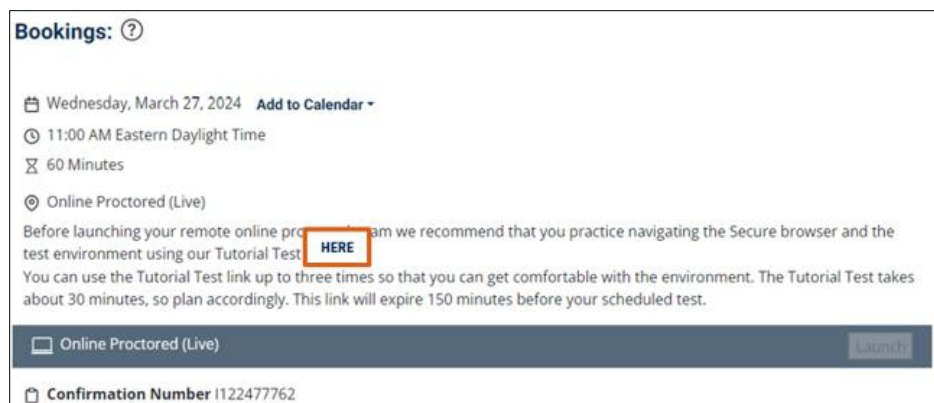 Bookings: ?
Wednesday, March 27, 2024 Add to Calendar
11:00 AM Eastern Daylight Time
60 Minutes
Online Proctored (Live)
Before launching your remote online we recommend that you practice navigating the Secure browser and the
test environment using our Tutorial Test HERE
You can use the Tutorial Test link up to three times so that you can get comfortable with the environment. The Tutorial Test takes
about 30 minutes, so plan accordingly. This link will expire 150 minutes before your scheduled test.
Online Proctored (Live) Launch
Confirmation Number I122477762